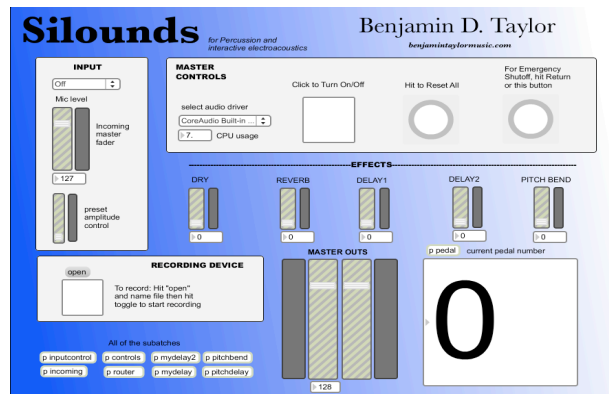 Silounds
for Percussion and
interactive electroacoustics
Benjamin D. Taylor
benjamintaylormusic.com
INPUT
Off
Mic level
Incoming
master
fader
127
preset
amplitude
control
MASTER
CONTROLS
select audio driver
CoreAudio Built-in ...
7.
CPU usage
Click to Turn On/Off
Hit to Reset All
For Emergency
Shutoff, hit Return
or this button
EFFECTS
DRY
REVERB
DELAY1
DELAY2
PITCH BEND
0
0
0
0
0
RECORDING DEVICE
open
To record: Hit "open"
and name file then hit
toggle to start recording
MASTER OUTS
128
p pedal
current pedal number
0
All of the subatches
p inputcontrol
p controls
p mydelay2
p pitchbend
p incoming
p router
p mydelay
p pitchdelay